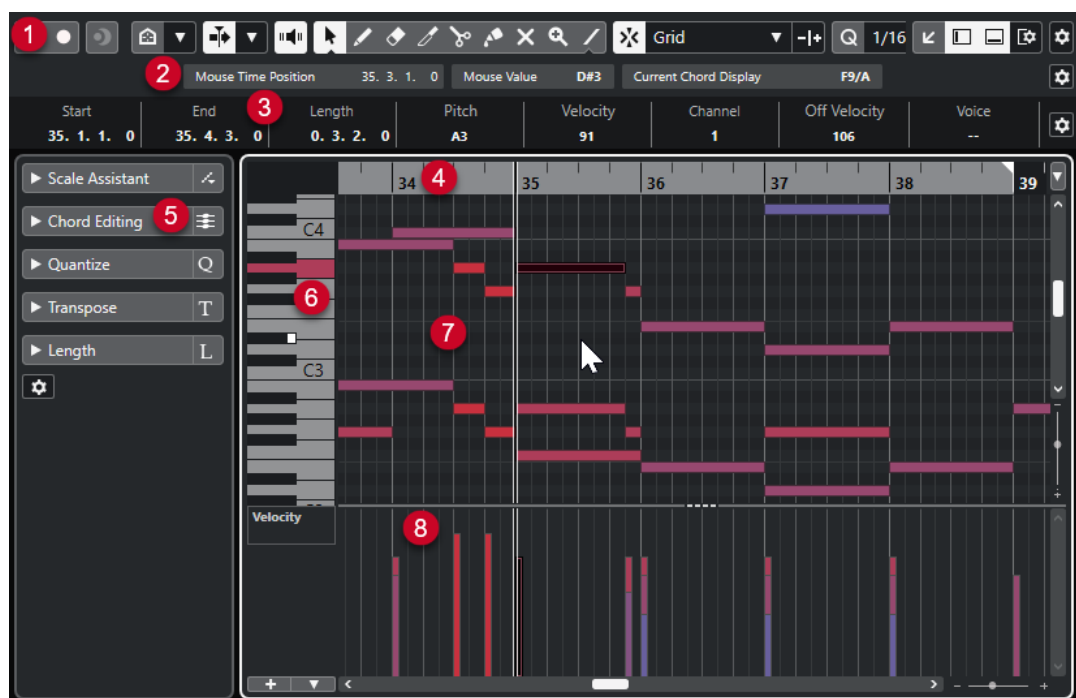 1 Grid Q 1/16
2 Mouse Time Position 35. 3. 1. 0 Mouse Value D#3 Current Chord Display F9/A
Start End 3 Length Pitch Velocity Channel Off Velocity Voice
35. 1. 1. 0 35. 4. 3. 0 0. 3. 2. 0 A3 91 1 106 --
Scale Assistant
34 4 35 36 37 38 39
Chord Editing 5
C4
Quantize Q
6
Transpose T
7
Length L
C3
Velocity
8